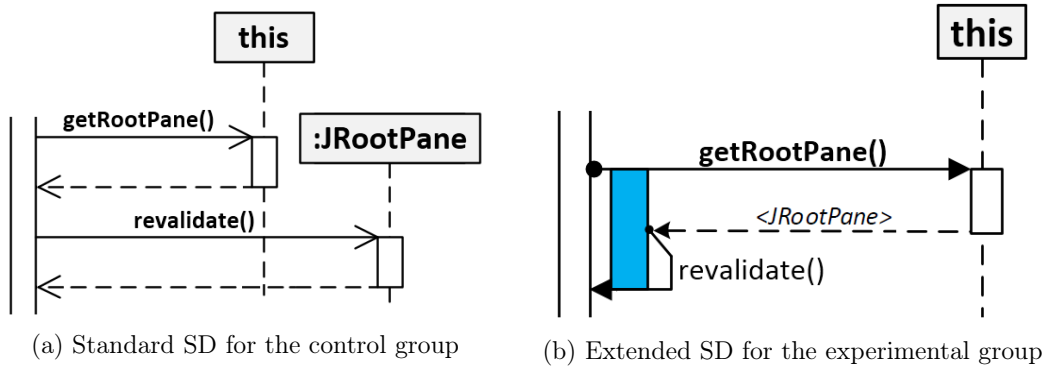 this
getRootPane()
:JRootPane
revalidate()
(a) Standard SD for the control group
this
getRootPane()
<JRootPane>
revalidate()
(b) Extended SD for the experimental group